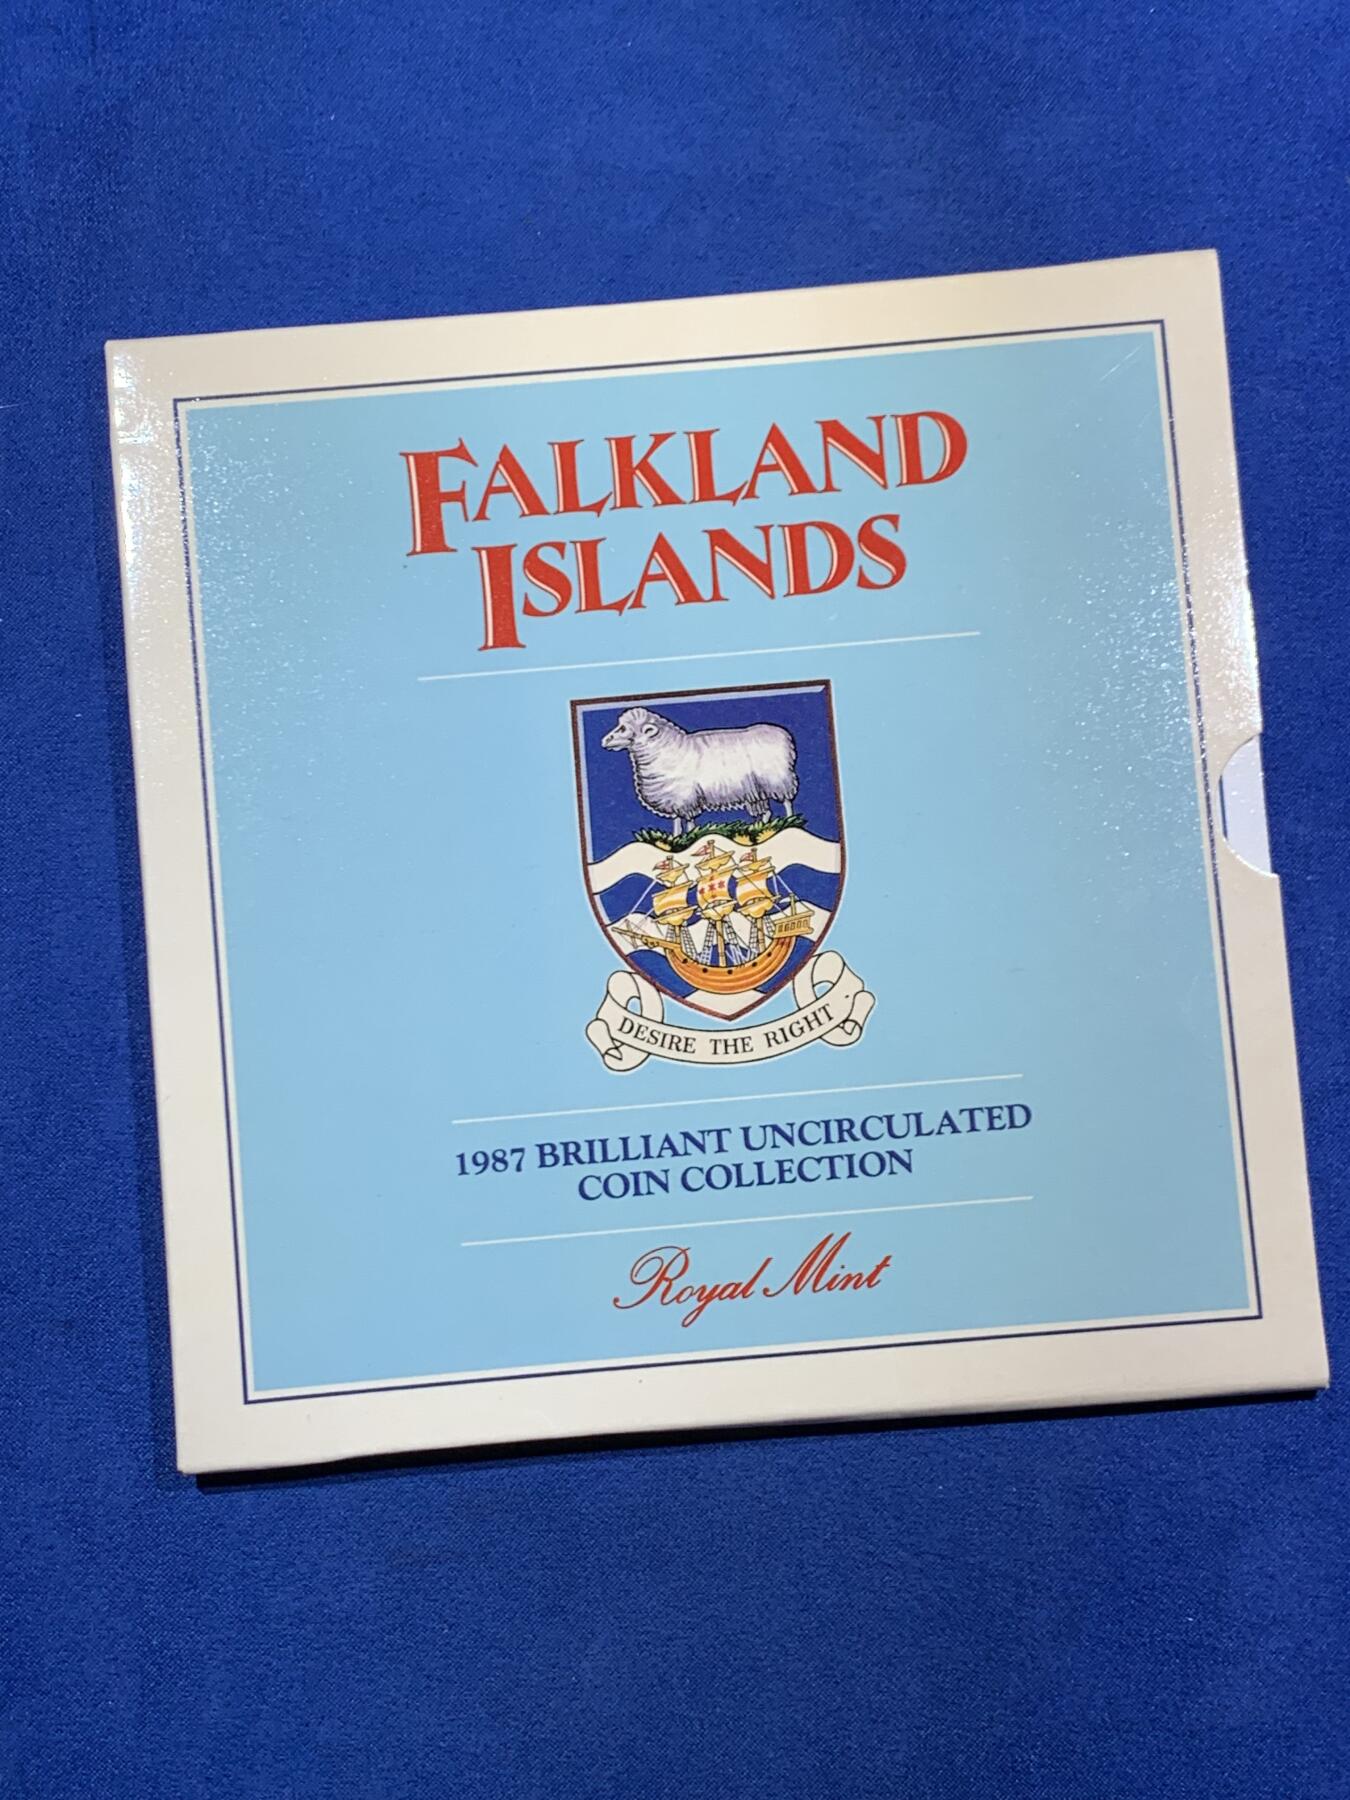 FALKLAND
ISLANDS
DESIRE THE RIGHT
1987 BRILLIANT UNCIRCULATED
COIN COLLECTION
Royal Mint